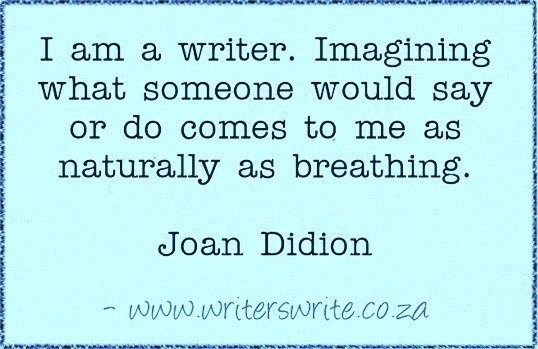 I am a writer. Imagining
what someone would say
or do comes to me as
naturally as breathing.
Joan Didion
- www.writerswrite.co.za